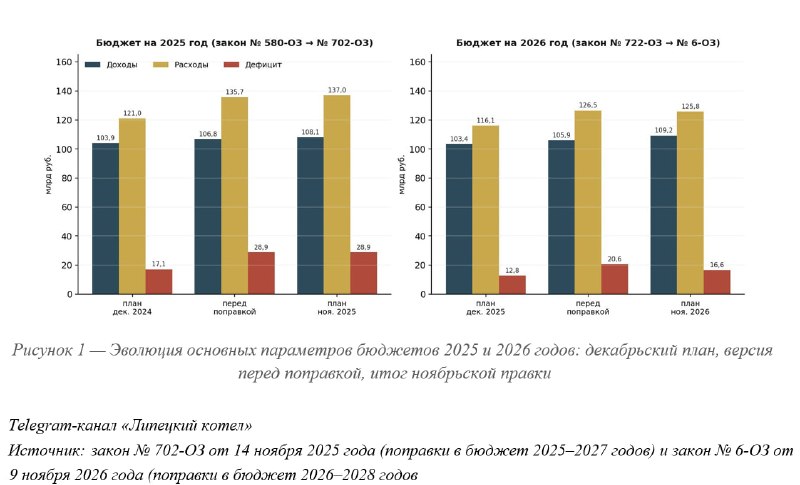 Бюджет на 2025 год (закон № 580-ОЗ → № 702-ОЗ)
Доходы Расходы Дефицит
млрд руб.
160
140
120
100
80
60
40
20
0
103,9 121,0 17,1
106,8 135,7 28,9
108,1 137,0 28,9
план дек. 2024
перед поправкой
план ноя. 2025
Бюджет на 2026 год (закон № 722-ОЗ → № 6-ОЗ)
млрд руб.
160
140
120
100
80
60
40
20
0
103,4 116,1 12,8
105,9 126,5 20,6
109,2 125,8 16,6
план дек. 2025
перед поправкой
план ноя. 2026
Рисунок 1 — Эволюция основных параметров бюджетов 2025 и 2026 годов: декабрьский план, версия
перед поправкой, итог ноябрьской правки
Telegram-канал «Липецкий котел»
Источник: закон № 702-ОЗ от 14 ноября 2025 года (поправки в бюджет 2025–2027 годов) и закон № 6-ОЗ от
9 ноября 2026 года (поправки в бюджет 2026–2028 годов